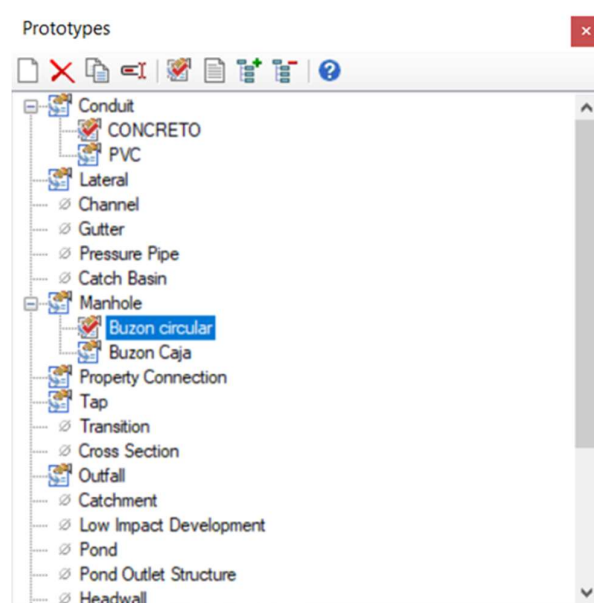 Prototypes
Conduit
CONCRETO
PVC
Lateral
Channel
Gutter
Pressure Pipe
Catch Basin
Manhole
Buzon circular
Buzon Caja
Property Connection
Tap
Transition
Cross Section
Outfall
Catchment
Low Impact Development
Pond
Pond Outlet Structure
Headwall